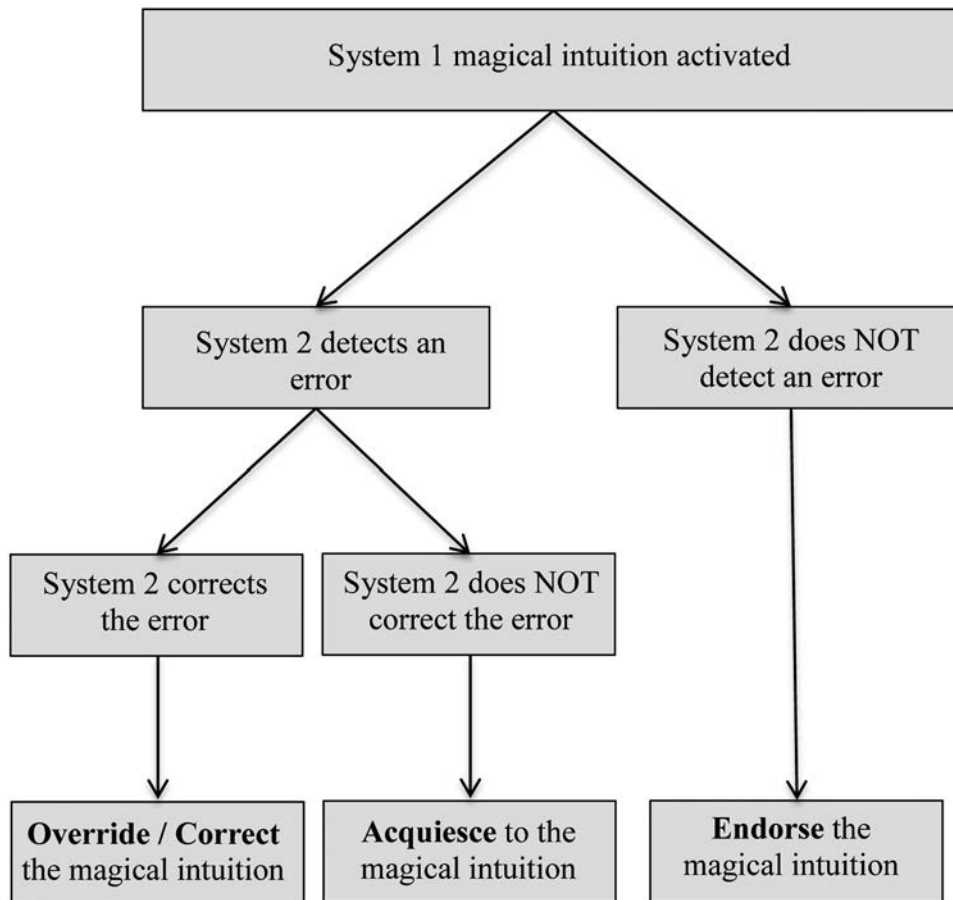 System 1 magical intuition activated
System 2 detects an
error
System 2 does NOT
detect an error
System 2 corrects
the error
System 2 does NOT
correct the error
Override / Correct
the magical intuition
Acquiesce to the
magical intuition
Endorse the
magical intuition